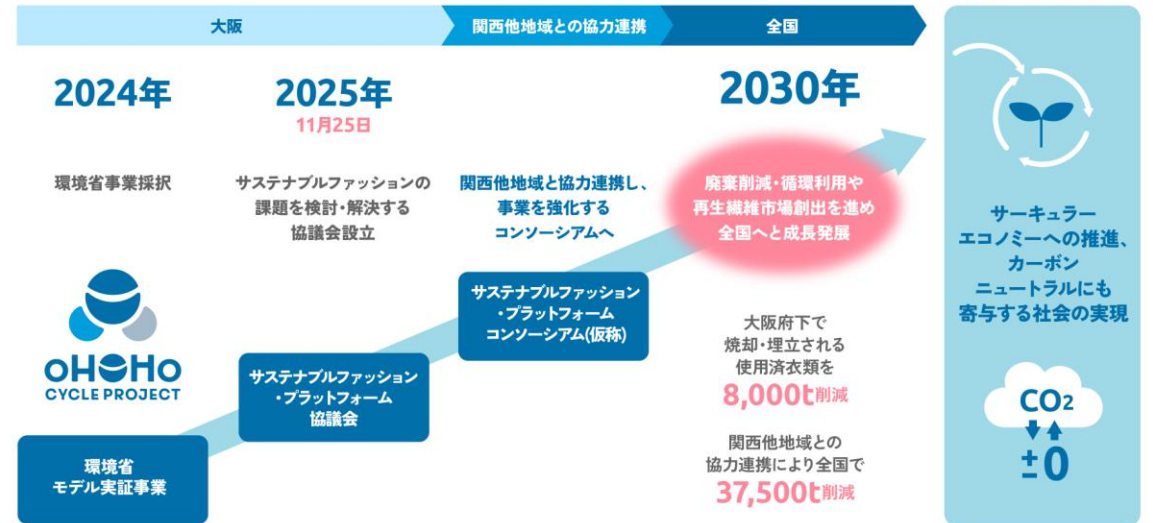 大阪
関西他地域との協力連携
全国
2024年
環境省事業採択
oHoHo
CYCLE PROJECT
環境省
モデル実証事業
2025年
11月25日
サステナブルファッションの
課題を検討・解決する
協議会設立
サステナブルファッション
・プラットフォーム
協議会
関西他地域と協力連携し、
事業を強化する
コンソーシアムへ
サステナブルファッション
・プラットフォーム
コンソーシアム(仮称)
2030年
廃棄削減・循環利用や
再生繊維市場創出を進め
全国へと成長発展
大阪府下で
焼却・埋立される
使用済衣類を
8,000t削減
関西他地域との
協力連携により全国で
37,500t削減
サーキュラー
エコノミーへの推進、
カーボン
ニュートラルにも
寄与する社会の実現
CO2
±0